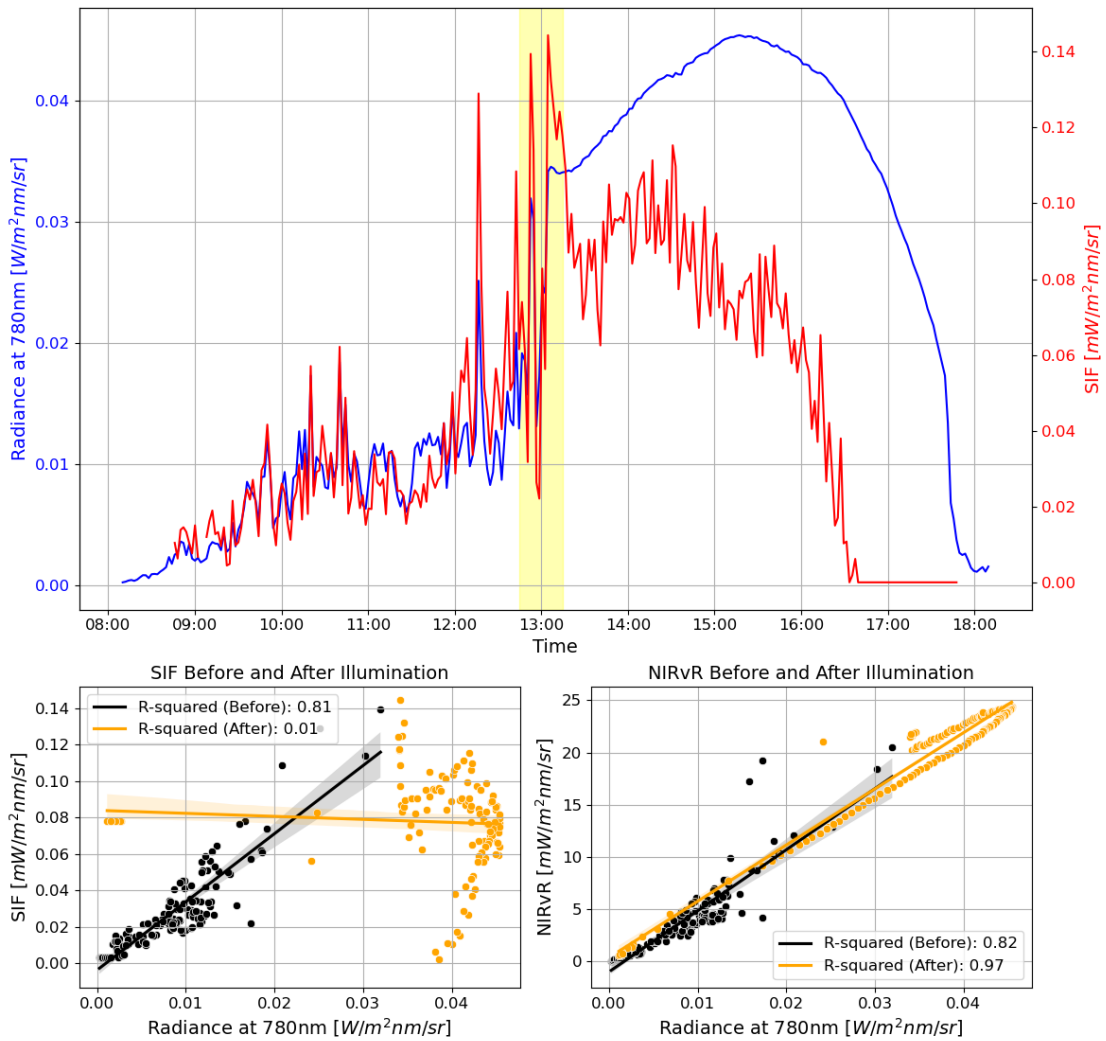 0.04
0.03
0.02
0.01
0.00
Radiance at 780nm [W/m²nm/sr]
0.14
0.12
0.10
0.08
0.06
0.04
0.02
0.00
SIF [mW/m²nm/sr]
08:00 09:00 10:00 11:00 12:00 13:00 14:00 15:00 16:00 17:00 18:00
Time
SIF Before and After Illumination
R-squared (Before): 0.81
R-squared (After): 0.01
0.14
0.12
0.10
0.08
0.06
0.04
0.02
0.00
SIF [mW/m²nm/sr]
0.00 0.01 0.02 0.03 0.04
Radiance at 780nm [W/m²nm/sr]
NIRvR Before and After Illumination
25
20
15
10
5
0
NIRvR [mW/m²nm/sr]
R-squared (Before): 0.82
R-squared (After): 0.97
0.00 0.01 0.02 0.03 0.04
Radiance at 780nm [W/m²nm/sr]